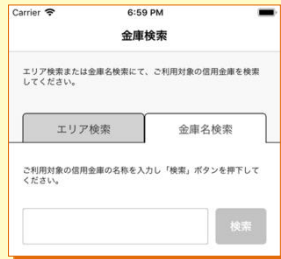 Carrier 6:59 PM
金庫検索
エリア検索または金庫名検索にて、ご利用対象の信用金庫を検索
してください。
エリア検索 金庫名検索
ご利用対象の信用金庫の名称を入力し「検索」ボタンを押下して
ください。
検索